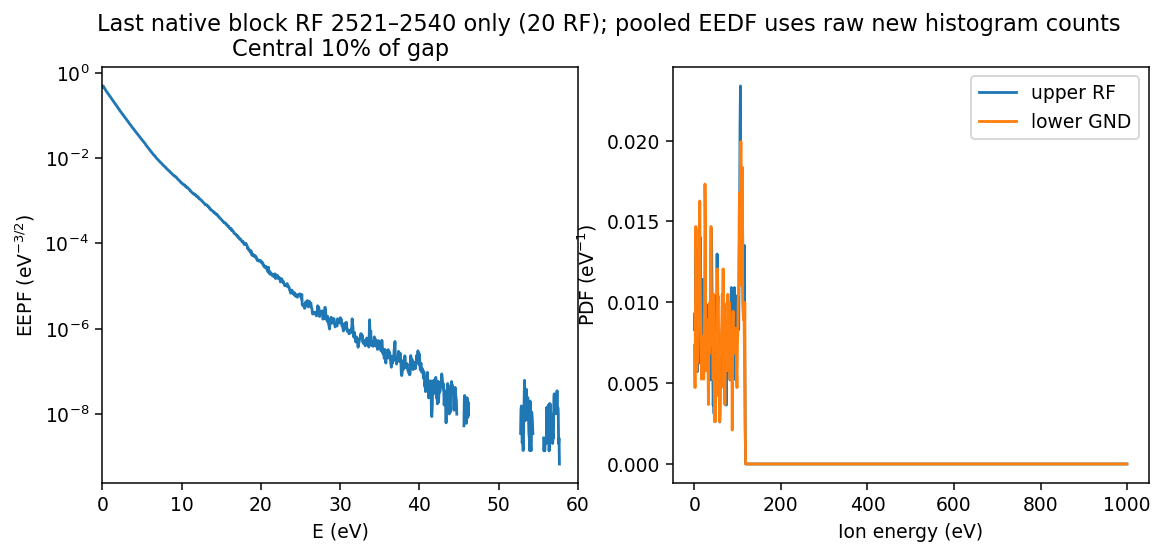 Last native block RF 2521–2540 only (20 RF); pooled EEDF uses raw new histogram counts
Central 10% of gap
EEPF (eV⁻³/²)
10⁰
10⁻²
10⁻⁴
10⁻⁶
10⁻⁸
0 10 20 30 40 50 60
E (eV)
PDF (eV⁻¹)
0.020
0.015
0.010
0.005
0.000
0 200 400 600 800 1000
Ion energy (eV)
upper RF
lower GND